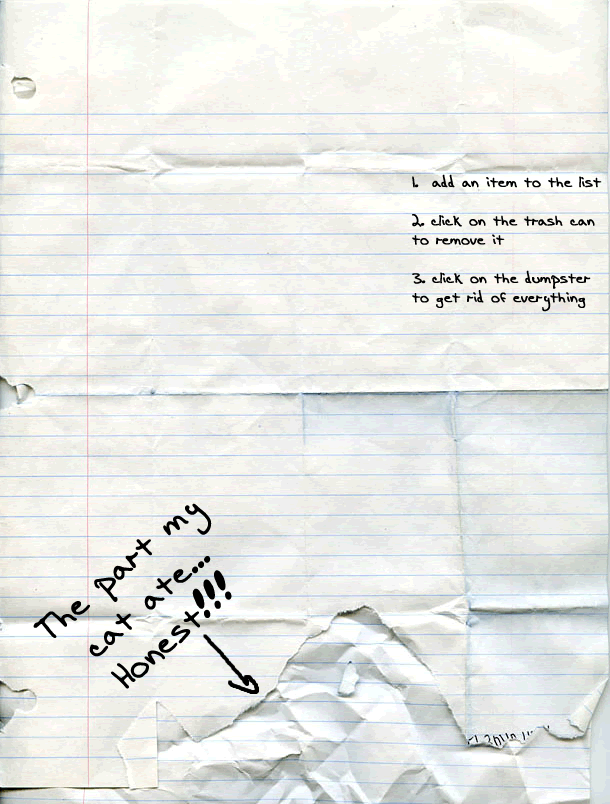 1. add an item to the list
2. click on the trash can
to remove it
3. click on the dumpster
to get rid of everything
The part my
cat ate...
Honest!!!